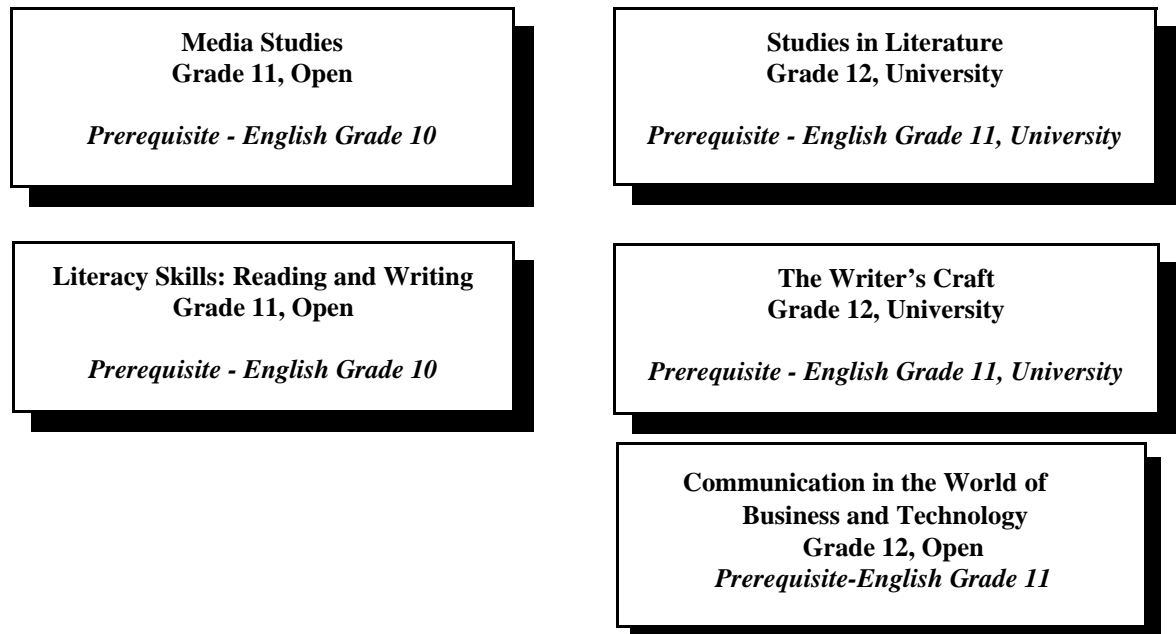 Media Studies
Grade 11, Open
Prerequisite - English Grade 10
Studies in Literature
Grade 12, University
Prerequisite - English Grade 11, University
Literacy Skills: Reading and Writing
Grade 11, Open
Prerequisite - English Grade 10
The Writer’s Craft
Grade 12, University
Prerequisite - English Grade 11, University
Communication in the World of
Business and Technology
Grade 12, Open
Prerequisite-English Grade 11